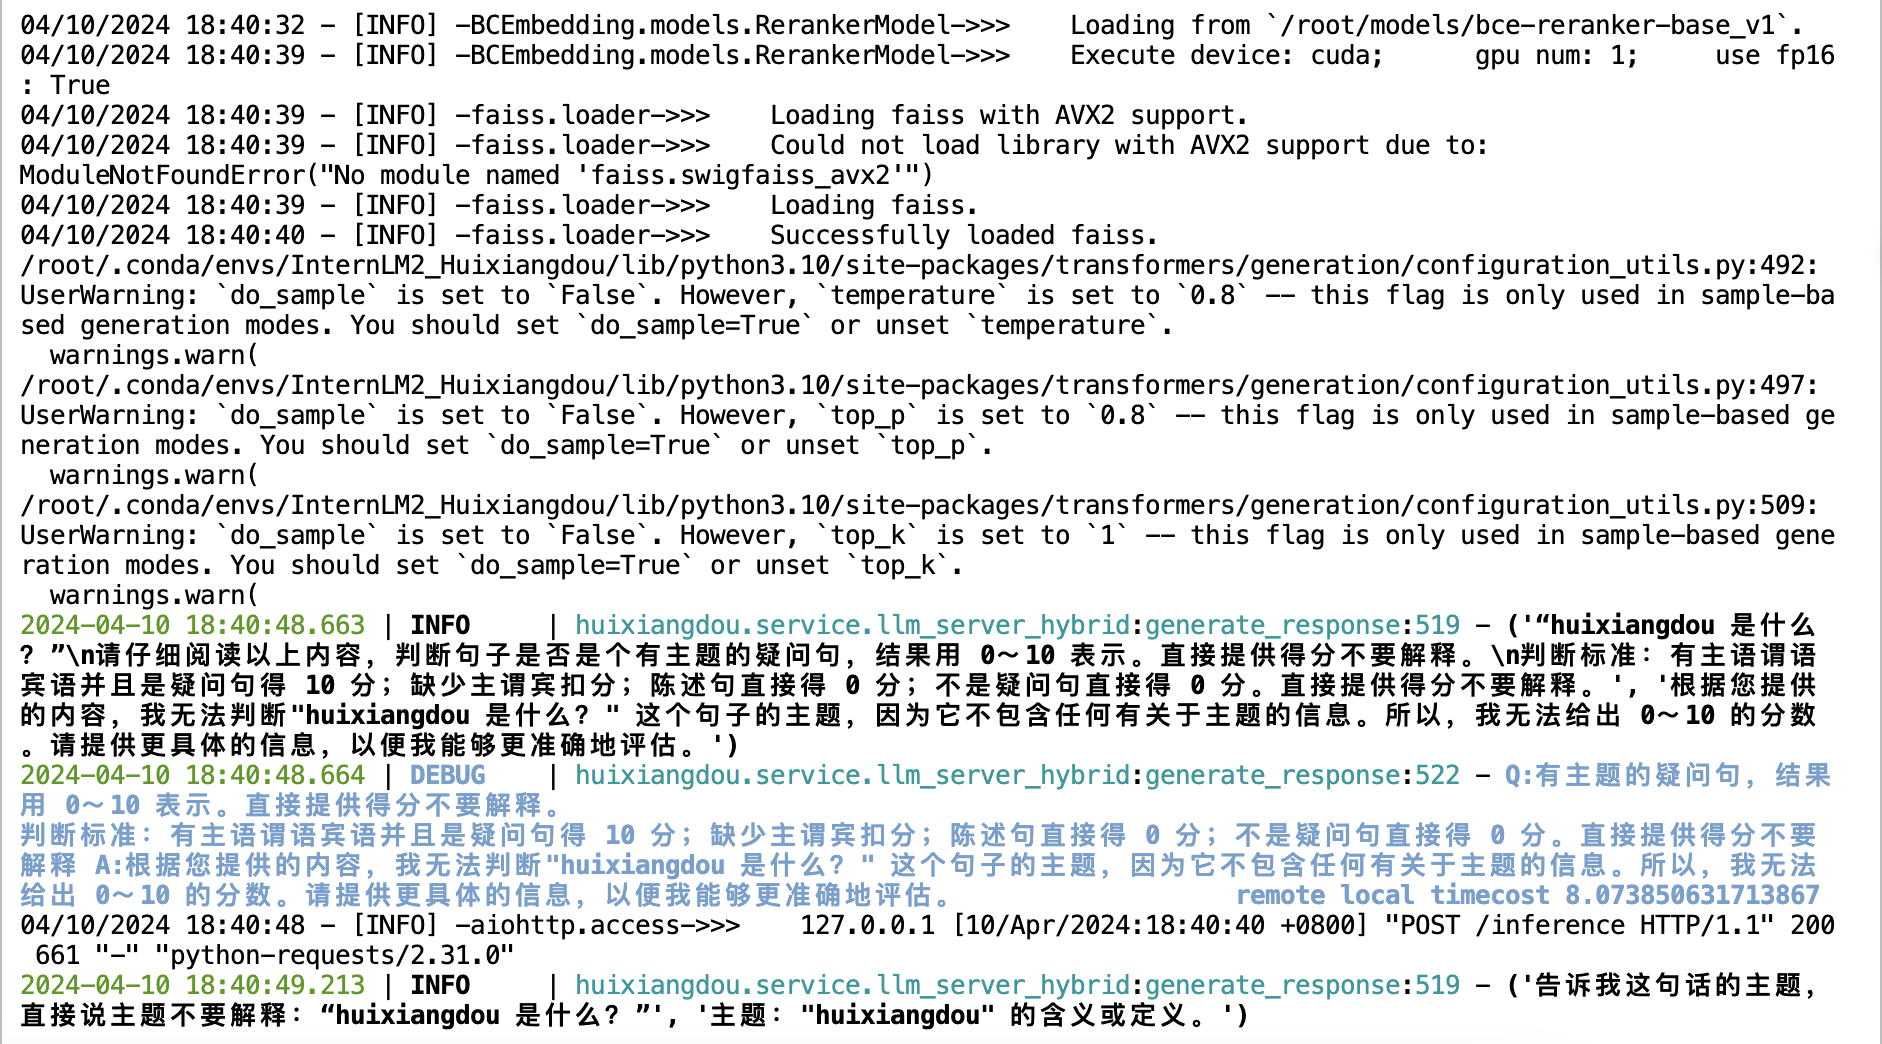 04/10/2024 18:40:32 - [INFO] -BCEmbedding.models.RerankerModel->>>    Loading from `/root/models/bce-reranker-base_v1`.
04/10/2024 18:40:39 - [INFO] -BCEmbedding.models.RerankerModel->>>    Execute device: cuda;      gpu num: 1;     use fp16
: True
04/10/2024 18:40:39 - [INFO] -faiss.loader->>>    Loading faiss with AVX2 support.
04/10/2024 18:40:39 - [INFO] -faiss.loader->>>    Could not load library with AVX2 support due to:
ModuleNotFoundError("No module named 'faiss.swigfaiss_avx2'")
04/10/2024 18:40:39 - [INFO] -faiss.loader->>>    Loading faiss.
04/10/2024 18:40:40 - [INFO] -faiss.loader->>>    Successfully loaded faiss.
/root/.conda/envs/InternLM2_Huixiangdou/lib/python3.10/site-packages/transformers/generation/configuration_utils.py:492:
UserWarning: `do_sample` is set to `False`. However, `temperature` is set to `0.8` -- this flag is only used in sample-ba
sed generation modes. You should set `do_sample=True` or unset `temperature`.
  warnings.warn(
/root/.conda/envs/InternLM2_Huixiangdou/lib/python3.10/site-packages/transformers/generation/configuration_utils.py:497:
UserWarning: `do_sample` is set to `False`. However, `top_p` is set to `0.8` -- this flag is only used in sample-based ge
neration modes. You should set `do_sample=True` or unset `top_p`.
  warnings.warn(
/root/.conda/envs/InternLM2_Huixiangdou/lib/python3.10/site-packages/transformers/generation/configuration_utils.py:509:
UserWarning: `do_sample` is set to `False`. However, `top_k` is set to `1` -- this flag is only used in sample-based gene
ration modes. You should set `do_sample=True` or unset `top_k`.
  warnings.warn(
2024-04-10 18:40:48.663 | INFO     | huixiangdou.service.llm_server_hybrid:generate_response:519 - ('“huixiangdou 是什么
？”\n请仔细阅读以上内容，判断句子是否是个有主题的疑问句，结果用 0～10 表示。直接提供得分不要解释。\n判断标准：有主语谓语
宾语并且是疑问句得 10 分；缺少主谓宾扣分；陈述句直接得 0 分；不是疑问句直接得 0 分。直接提供得分不要解释。', '根据您提供
的内容，我无法判断"huixiangdou 是什么？" 这个句子的主题，因为它不包含任何有关于主题的信息。所以，我无法给出 0～10 的分数
。请提供更具体的信息，以便我能够更准确地评估。')
2024-04-10 18:40:48.664 | DEBUG    | huixiangdou.service.llm_server_hybrid:generate_response:522 - Q:有主题的疑问句，结果
用 0～10 表示。直接提供得分不要解释。
判断标准：有主语谓语宾语并且是疑问句得 10 分；缺少主谓宾扣分；陈述句直接得 0 分；不是疑问句直接得 0 分。直接提供得分不要
解释 A:根据您提供的内容，我无法判断"huixiangdou 是什么？" 这个句子的主题，因为它不包含任何有关于主题的信息。所以，我无法
给出 0～10 的分数。请提供更具体的信息，以便我能够更准确地评估。                   remote local timecost 8.073850631713867
04/10/2024 18:40:48 - [INFO] -aiohttp.access->>>    127.0.0.1 [10/Apr/2024:18:40:40 +0800] "POST /inference HTTP/1.1" 200
 661 "-" "python-requests/2.31.0"
2024-04-10 18:40:49.213 | INFO     | huixiangdou.service.llm_server_hybrid:generate_response:519 - ('告诉我这句话的主题，
直接说主题不要解释：“huixiangdou 是什么？”', '主题："huixiangdou" 的含义或定义。')